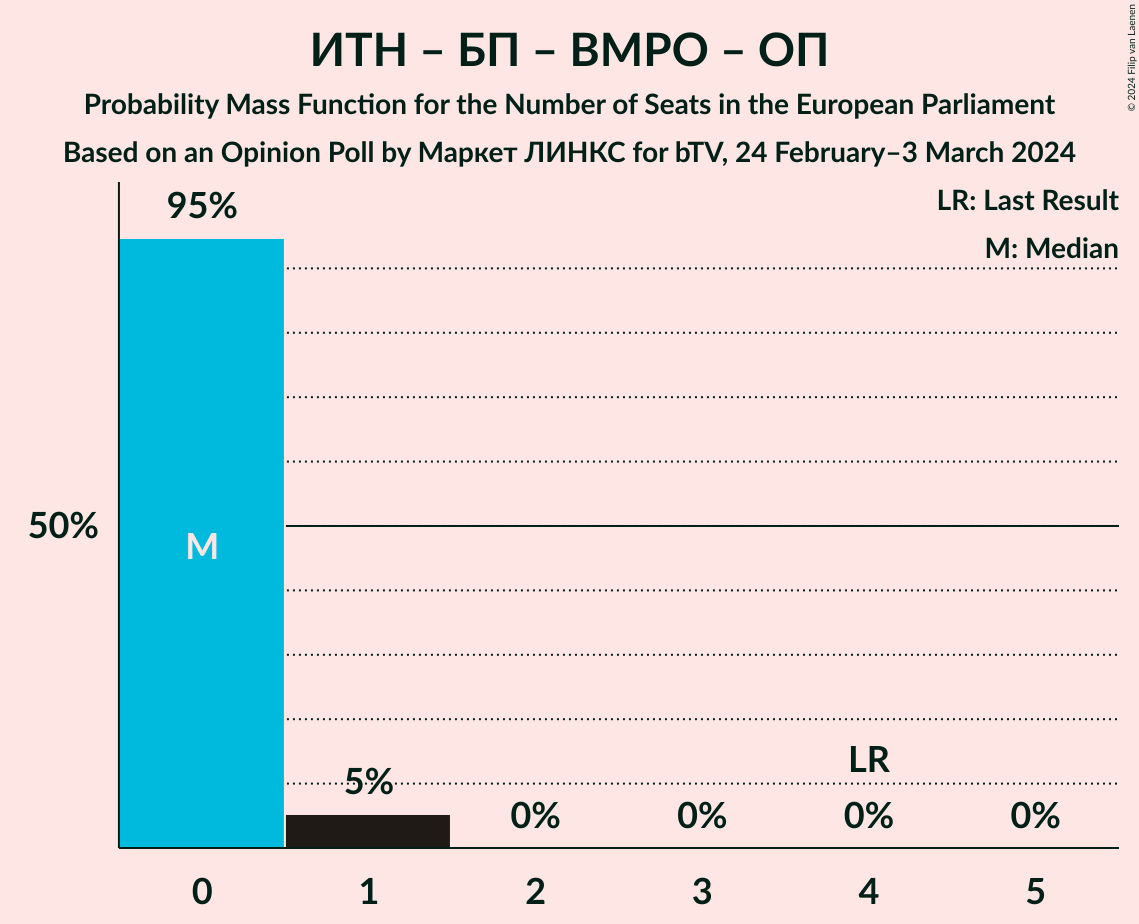 ИТН – БП – ВМРО – ОП
Probability Mass Function for the Number of Seats in the European Parliament
Based on an Opinion Poll by Маркет ЛИНКС for bTV, 24 February–3 March 2024
© 2024 Filip van Laenen
LR: Last Result
M: Median
95%
50%
M
LR
5%
0%
0%
0%
0%
0
1
2
3
4
5